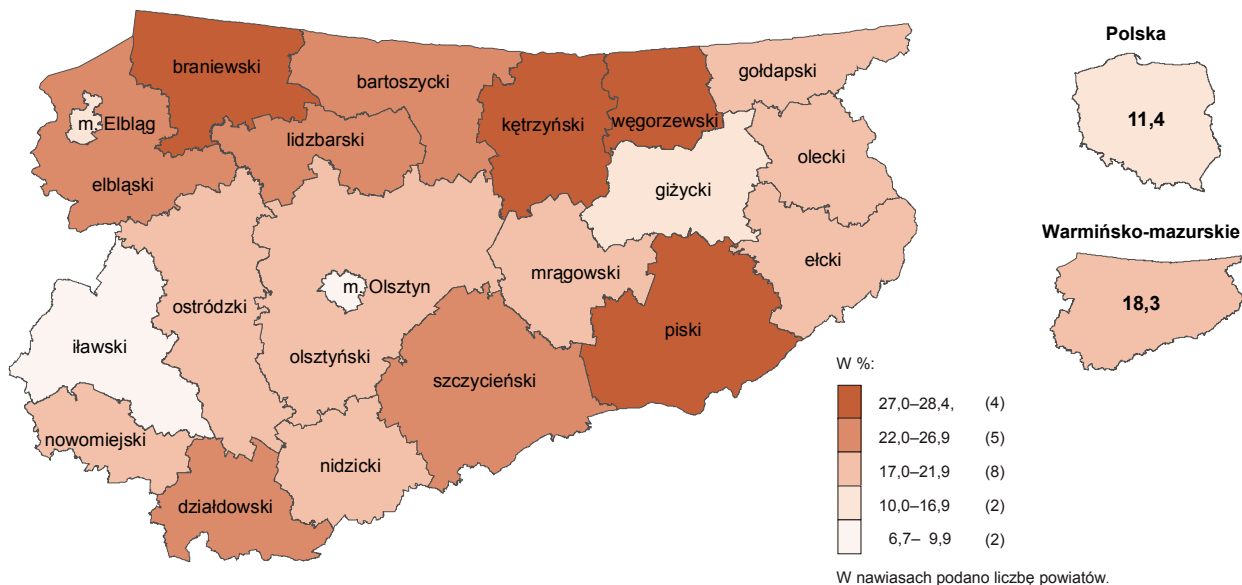 braniewski
bartoszycki
gołdapski
m. Elbląg
kętrzyński
węgorzewski
lidzbarski
olecki
elbląski
giżycki
ełcki
mrągowski
m. Olsztyn
ostródzki
piski
iławski
olsztyński
szczycieński
nowomiejski
nidzicki
działdowski
Polska
11,4
Warmińsko-mazurskie
18,3
W %:
27,0–28,4, (4)
22,0–26,9 (5)
17,0–21,9 (8)
10,0–16,9 (2)
6,7– 9,9 (2)
W nawiasach podano liczbę powiatów.